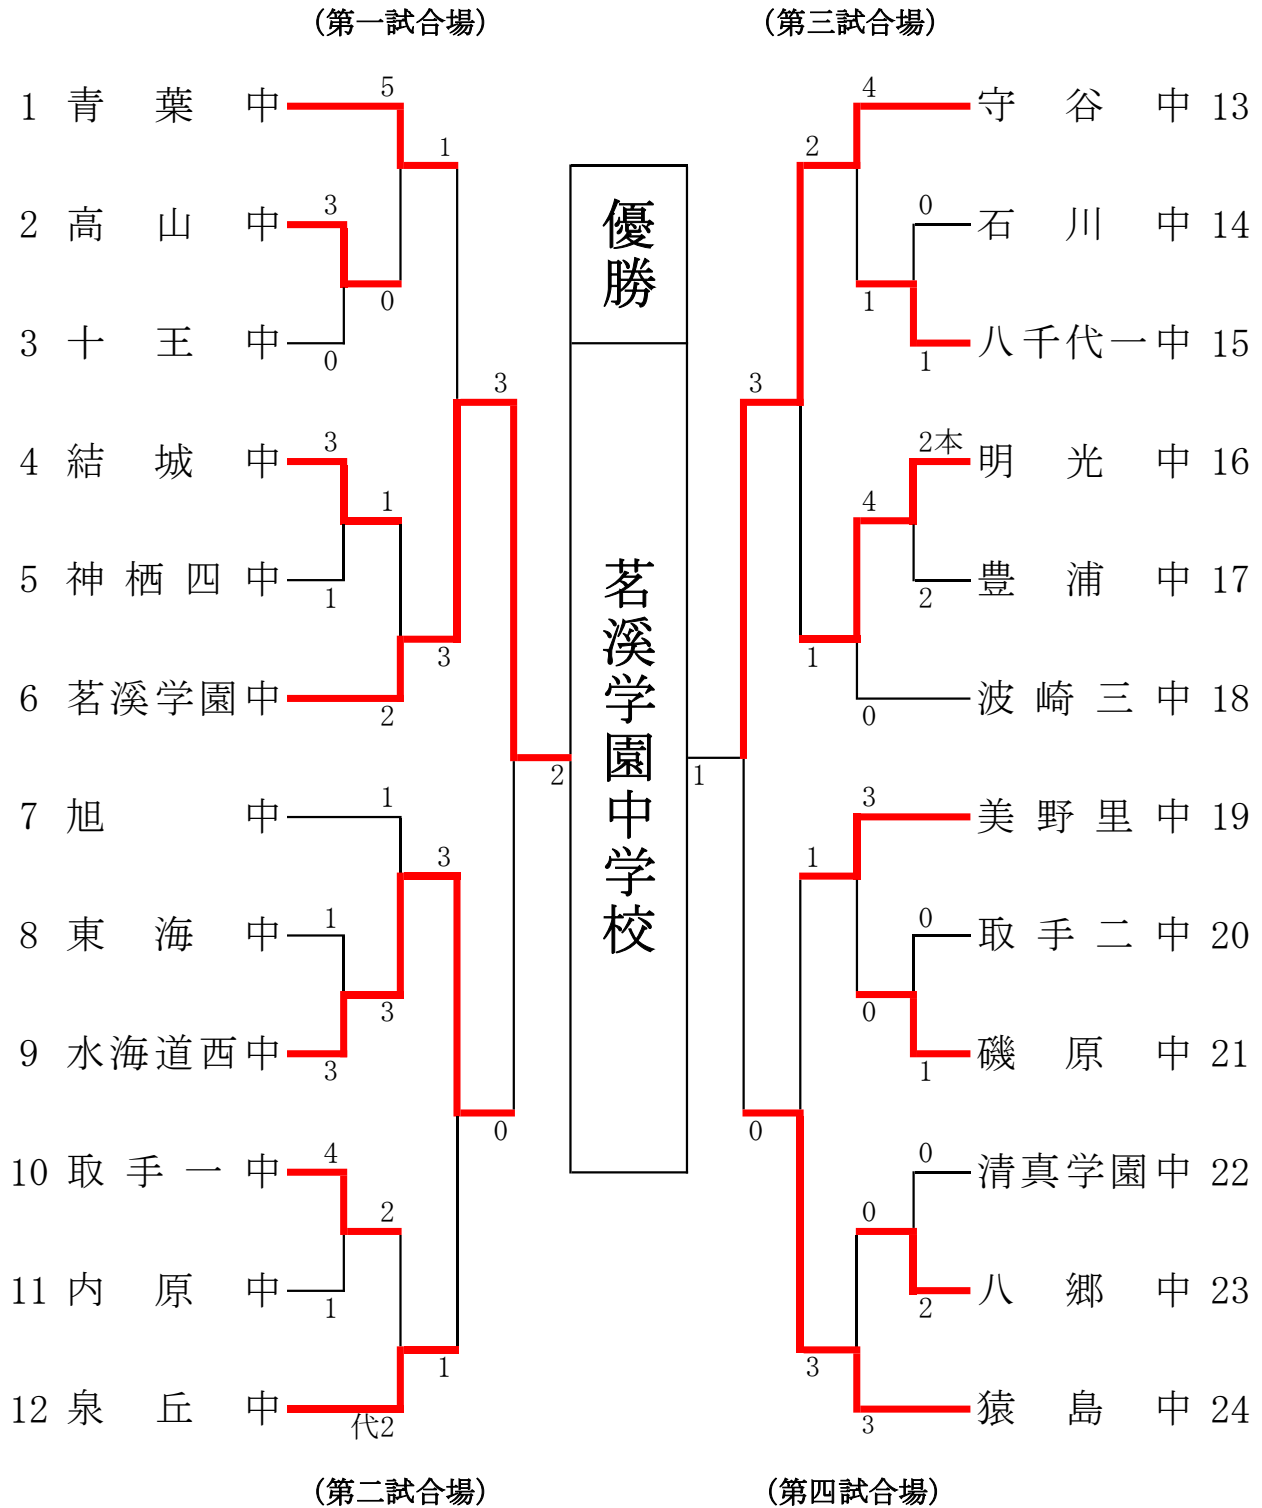 (第一試合場)
(第三試合場)
1 青葉中
2 高山中
3 十王中
4 結城中
5 神栖四中
6 茗溪学園中
7 旭中
8 東海中
9 水海道西中
10 取手一中
11 内原中
12 泉丘中
5
3
0
0
1
3
1
1
2
3
3
1
1
3
3
3
4
1
2
代2
1
0
2
優勝
茗溪学園中学校
1
3
0
2
1
1
3
4
0
1
1
2本
2
4
0
3
0
1
0
0
2
0
3
守谷中 13
石川中 14
八千代一中 15
明光中 16
豊浦中 17
波崎三中 18
美野里中 19
取手二中 20
磯原中 21
清真学園中 22
八郷中 23
猿島中 24
(第二試合場)
(第四試合場)